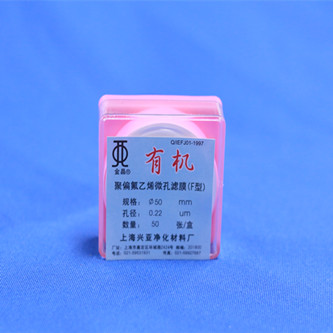 Q/IEFJ01-1997
金晶®
有机
聚偏氟乙烯微孔滤膜(F型)
规格: Φ50 mm
孔径: 0.22 um
数量: 50 张/盒
上海兴亚净化材料厂